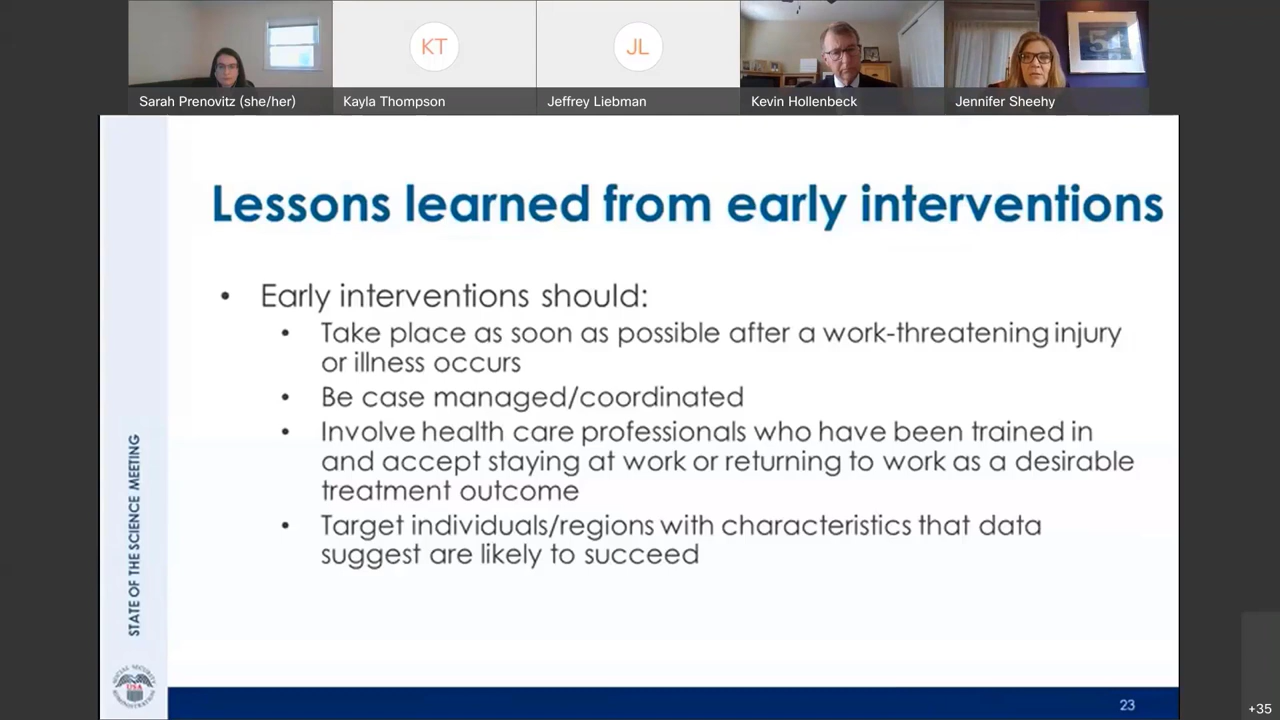 KT
JL
Sarah Prenovitz (she/her)
Kayla Thompson
Jeffrey Liebman
Kevin Hollenbeck
Jennifer Sheehy
Lessons learned from early interventions
• Early interventions should:
• Take place as soon as possible after a work-threatening injury
or illness occurs
• Be case managed/coordinated
• Involve health care professionals who have been trained in
and accept staying at work or returning to work as a desirable
treatment outcome
• Target individuals/regions with characteristics that data
suggest are likely to succeed
STATE OF THE SCIENCE MEETING
SOCIAL SECURITY
USA
ADMINISTRATION
23
+35